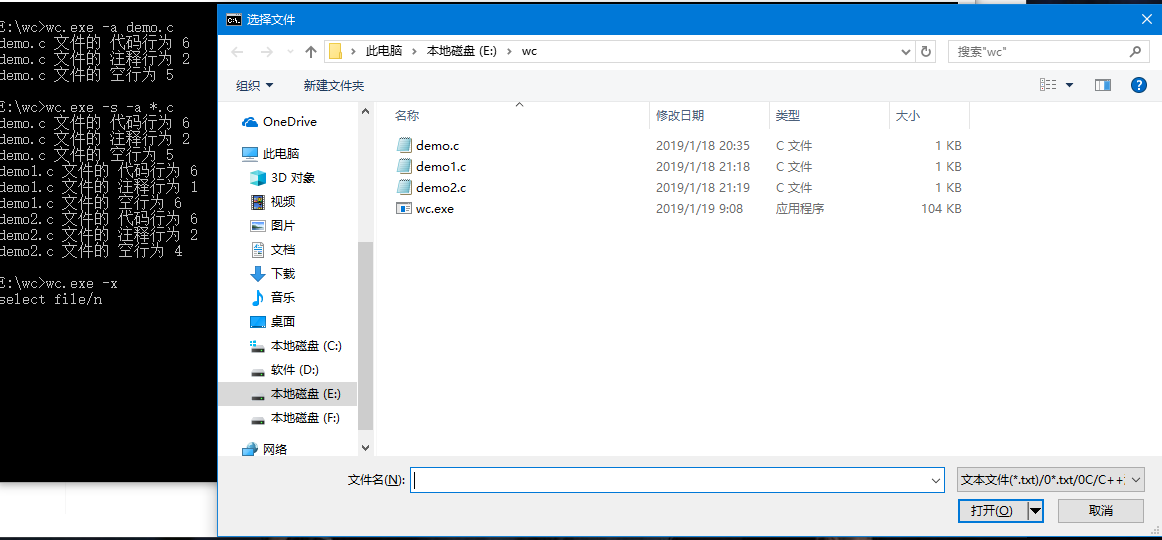 E:\wc>wc.exe -a demo.c
demo.c 文件的 代码行为 6
demo.c 文件的 注释行为 2
demo.c 文件的 空行为 5
E:\wc>wc.exe -s -a *.c
demo.c 文件的 代码行为 6
demo.c 文件的 注释行为 2
demo.c 文件的 空行为 5
demo1.c 文件的 代码行为 6
demo1.c 文件的 注释行为 1
demo1.c 文件的 空行为 6
demo2.c 文件的 代码行为 6
demo2.c 文件的 注释行为 2
demo2.c 文件的 空行为 4
E:\wc>wc.exe -x
select file/n
选择文件
此电脑 > 本地磁盘 (E:) > wc
搜索"wc"
组织 新建文件夹
OneDrive
此电脑
3D 对象
视频
图片
文档
下载
音乐
桌面
本地磁盘 (C:)
软件 (D:)
本地磁盘 (E:)
本地磁盘 (F:)
网络
名称 修改日期 类型 大小
demo.c 2019/1/18 20:35 C 文件 1 KB
demo1.c 2019/1/18 21:18 C 文件 1 KB
demo2.c 2019/1/18 21:19 C 文件 1 KB
wc.exe 2019/1/19 9:08 应用程序 104 KB
文件名(N): 文本文件(*.txt)/0*.txt/0C/C++
打开(O) 取消